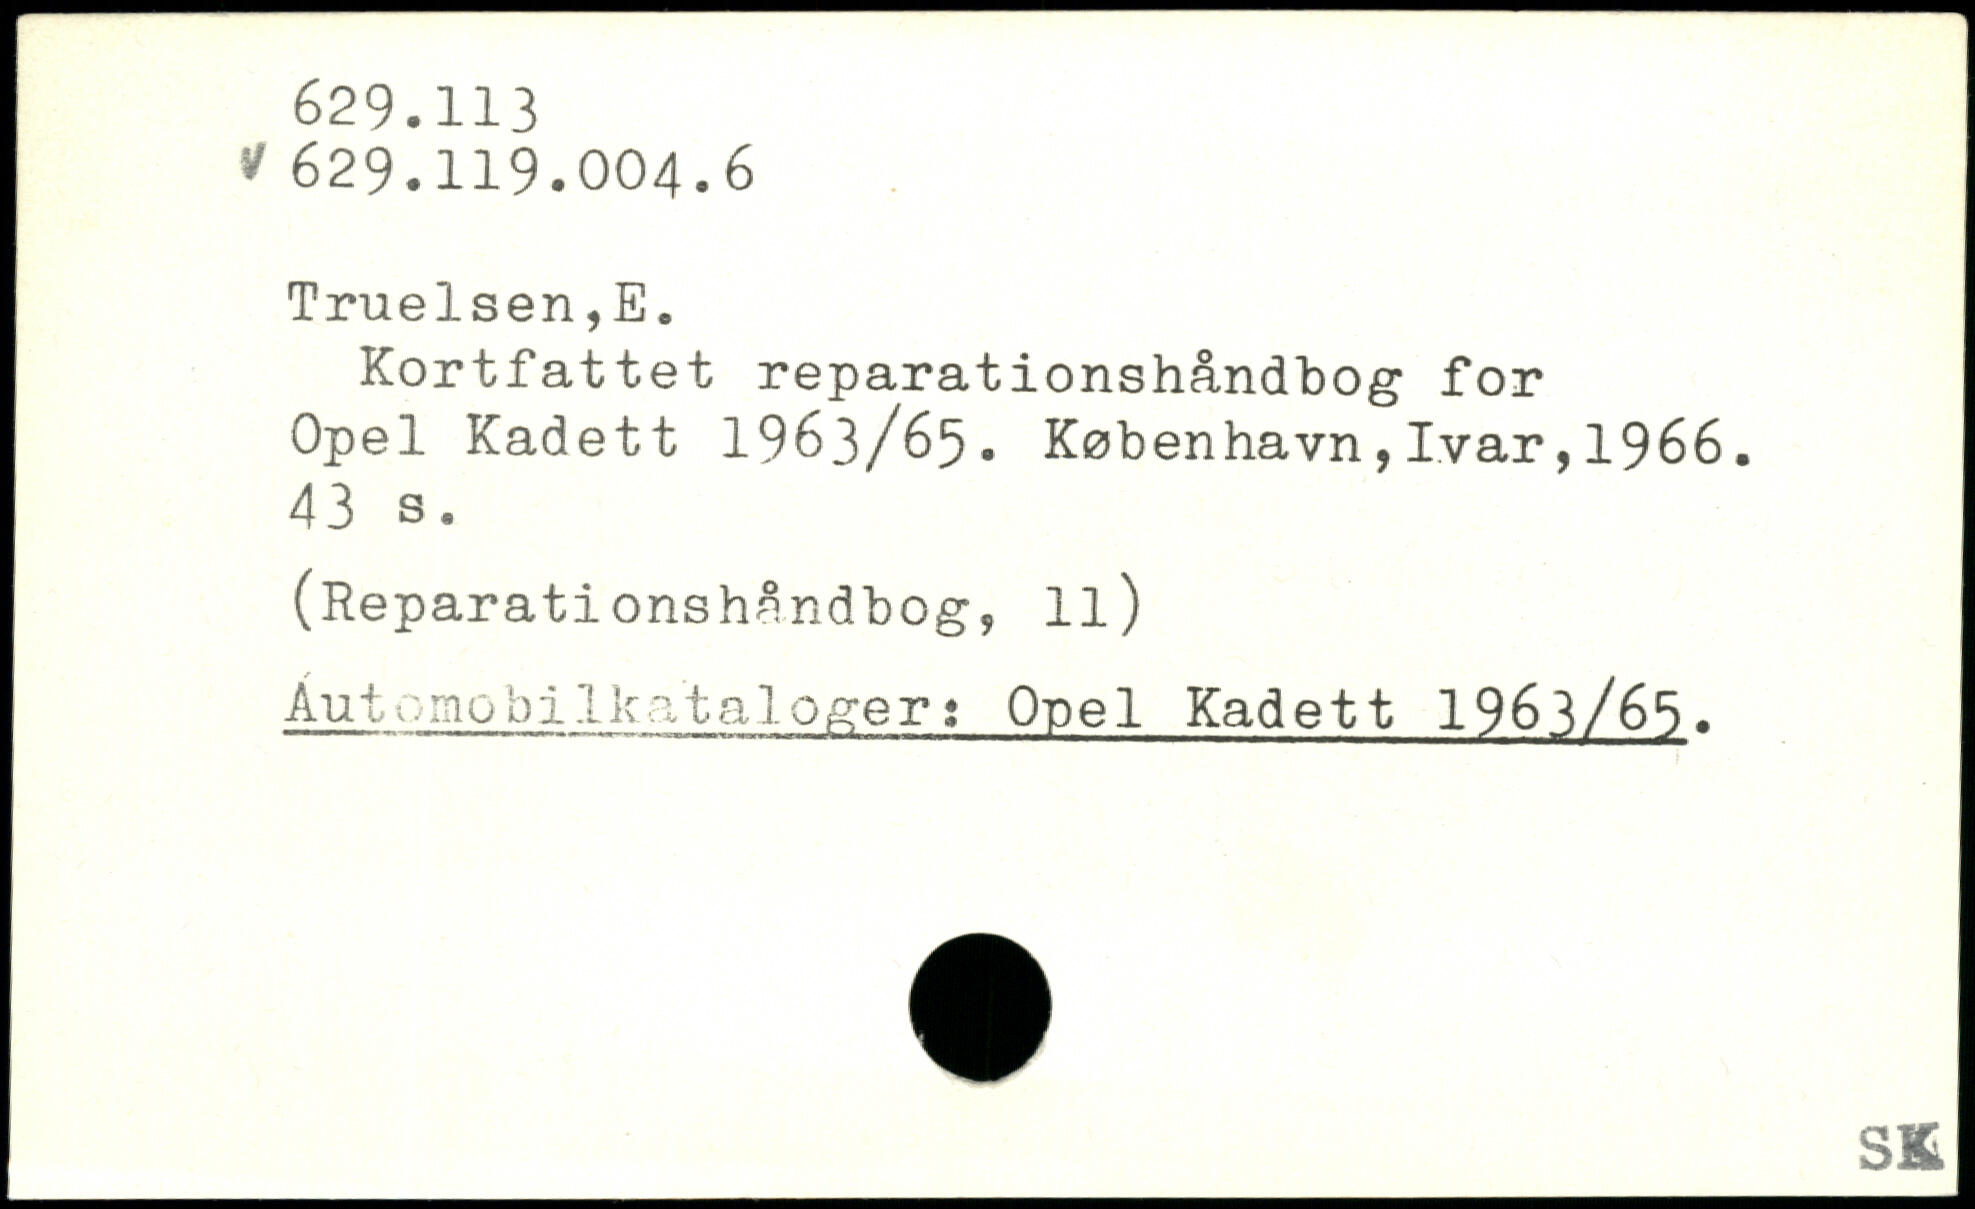 629.113
✓ 629.119.004.6
Truelsen,E.
Kortfattet reparationshåndbog for
Opel Kadett 1963/65. København,Ivar,1966.
43 s.
(Reparationshåndbog, 11)
Automobilkataloger: Opel Kadett 1963/65.
SK